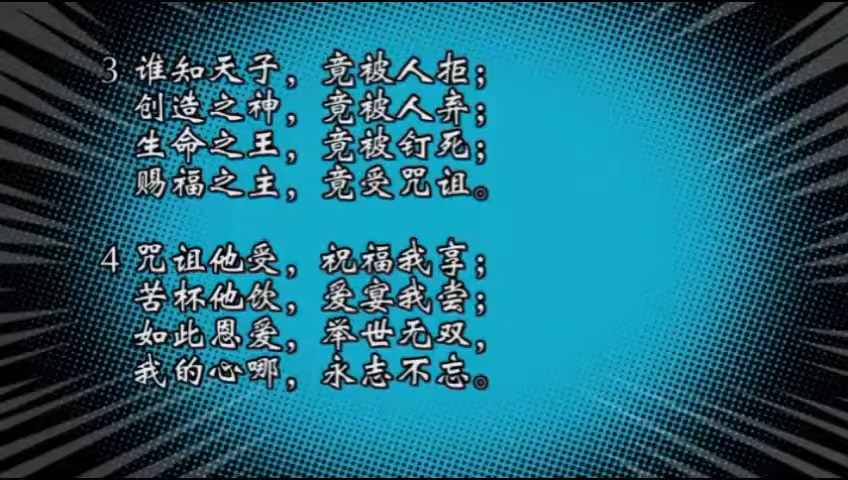 3 谁知天子，竟被人拒；
创造之神，竟被人弃；
生命之王，竟被钉死；
赐福之主，竟受咒诅。
4 咒诅他受，祝福我享；
苦杯他饮，爱宴我尝；
如此恩爱，举世无双，
我的心哪，永志不忘。